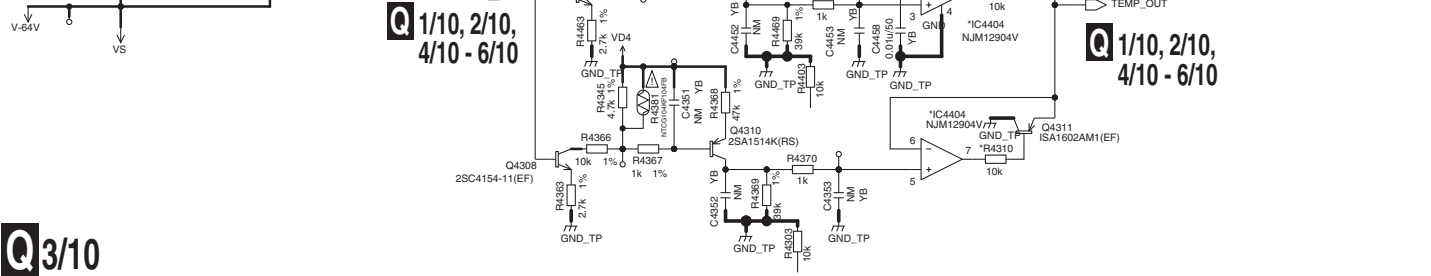 V-64V
VS
Q 1/10, 2/10,
4/10 - 6/10
R4463
2.7k 1%
GND_TP
VD4
R4345
4.7k 1%
R4381
NTCG104KF104FB
C4351
NM YB
R4368
47k 1%
Q4310
2SA1514K(RS)
R4366
10k 1%
R4367
1k 1%
Q4308
2SC4154-11(EF)
R4363
2.7k 1%
GND_TP
C4452
NM YB
R4469
39k 1%
1k
C4453
NM YB
C4458
0.01u/50
YB
3
GND
4
10k
*IC4404
NJM12904V
TEMP_OUT
GND_TP
R4403
10k
GND_TP
GND_TP
Q 1/10, 2/10,
4/10 - 6/10
*IC4404
NJM12904V
GND_TP
Q4311
ISA1602AM1(EF)
6
7
5
*R4310
10k
R4370
1k
C4352
NM YB
R4369
39k 1%
C4353
NM YB
GND_TP
R4303
10k
GND_TP
Q 3/10